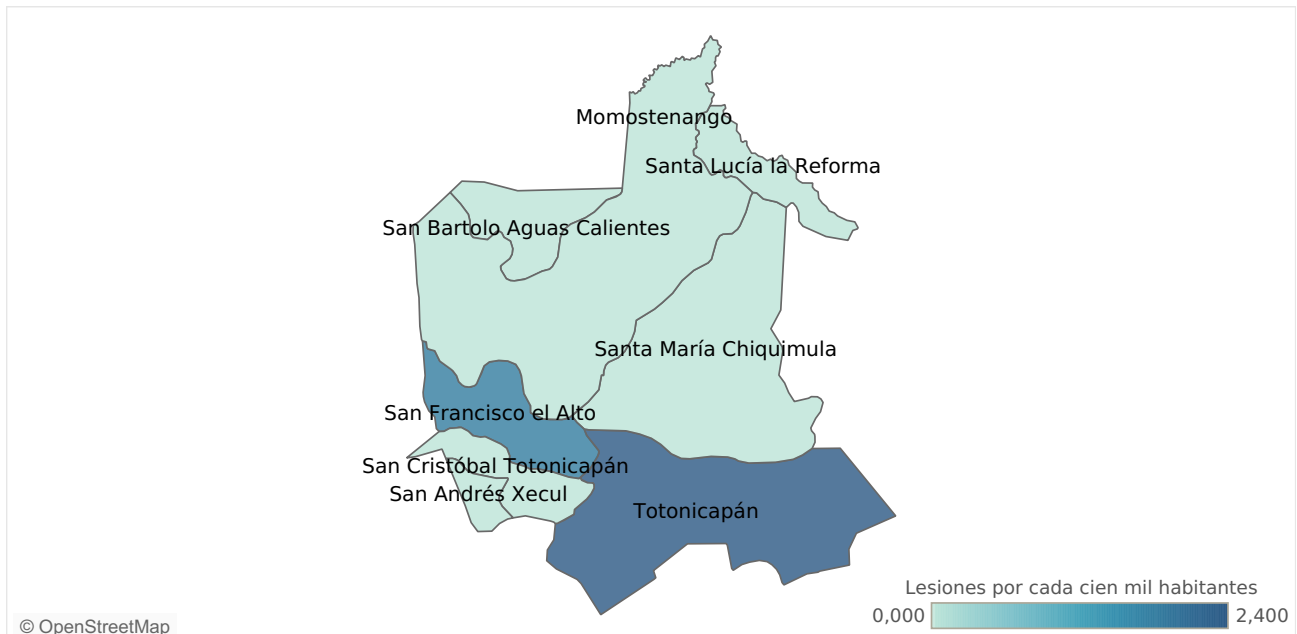 Momostenango
Santa Lucía la Reforma
San Bartolo Aguas Calientes
Santa María Chiquimula
San Francisco el Alto
San Cristóbal Totonicapán
San Andrés Xecul
Totonicapán
Lesiones por cada cien mil habitantes
0,000 2,400
© OpenStreetMap